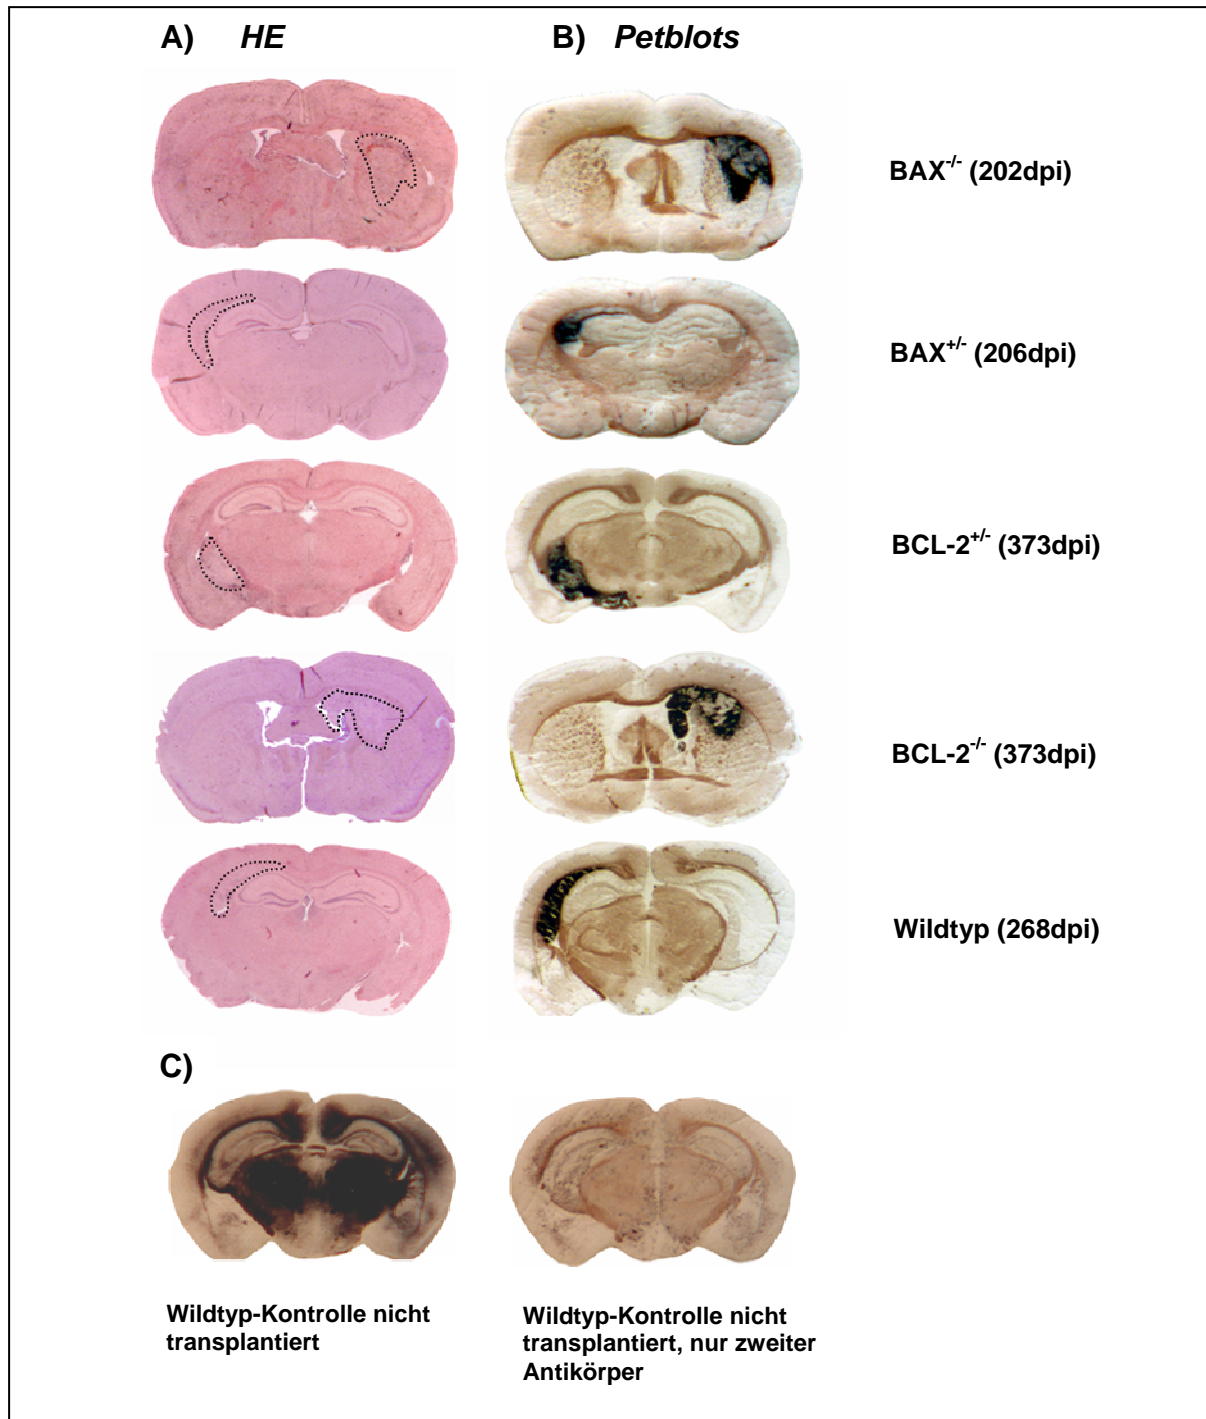 A) HE
B) Petblots
BAX-/- (202dpi)
BAX+/- (206dpi)
BCL-2+/- (373dpi)
BCL-2-/- (373dpi)
Wildtyp (268dpi)
C)
Wildtyp-Kontrolle nicht
transplantiert
Wildtyp-Kontrolle nicht
transplantiert, nur zweiter
Antikörper